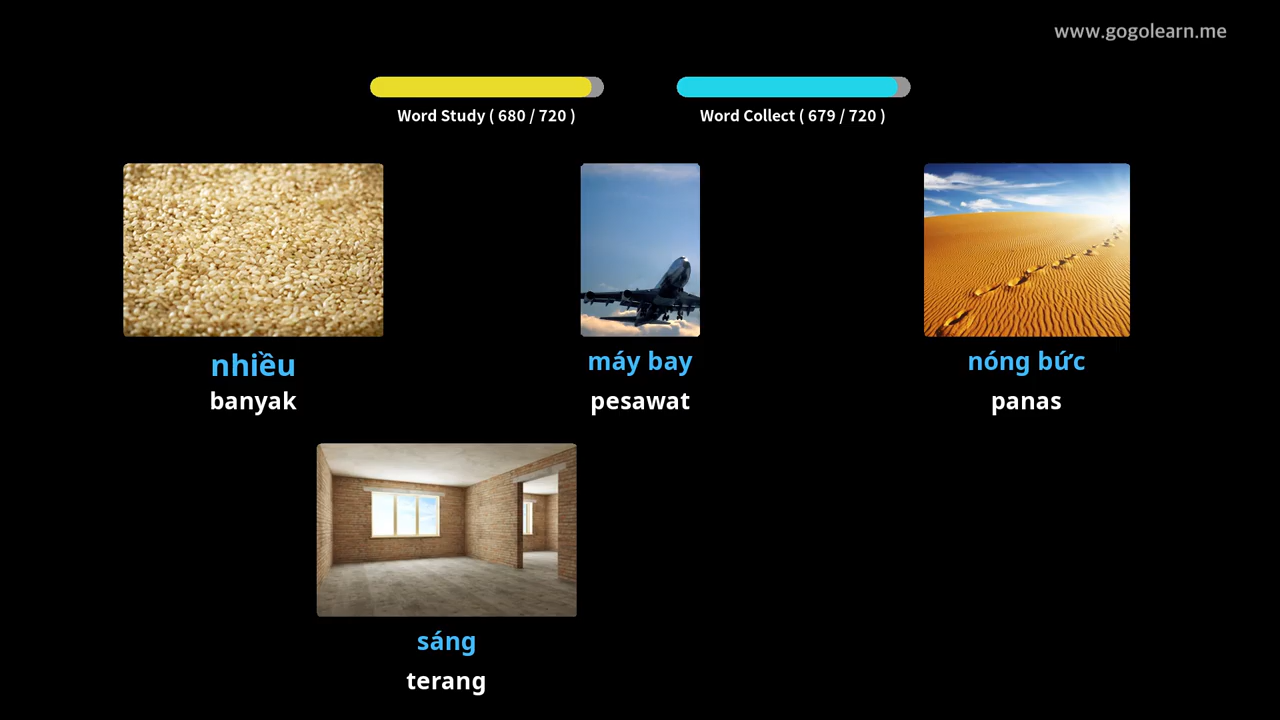 www.gogolearn.me
Word Study ( 680 / 720 )
Word Collect ( 679 / 720 )
nhiều
banyak
máy bay
pesawat
nóng bức
panas
sáng
terang